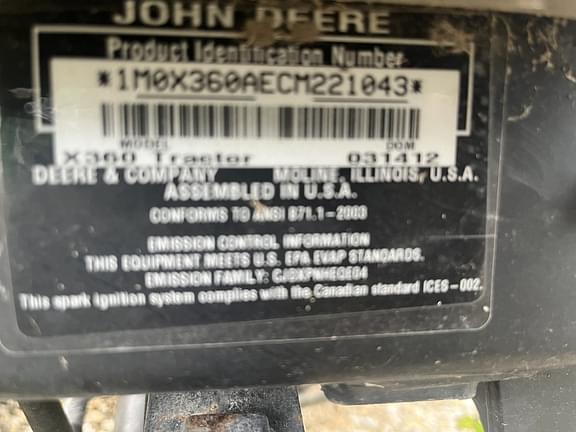 JOHN DEERE
Product Identification Number
*1M0X360AECM221043*
MODEL DOM
X360 Tractor 031412
DEERE & COMPANY MOLINE, ILLINOIS, U.S.A.
ASSEMBLED IN U.S.A.
CONFORMS TO ANSI B71.1-2003
EMISSION CONTROL INFORMATION
THIS EQUIPMENT MEETS U.S. EPA EVAP STANDARDS.
EMISSION FAMILY:
This spark ignition system complies with the Canadian standard ICES-002.